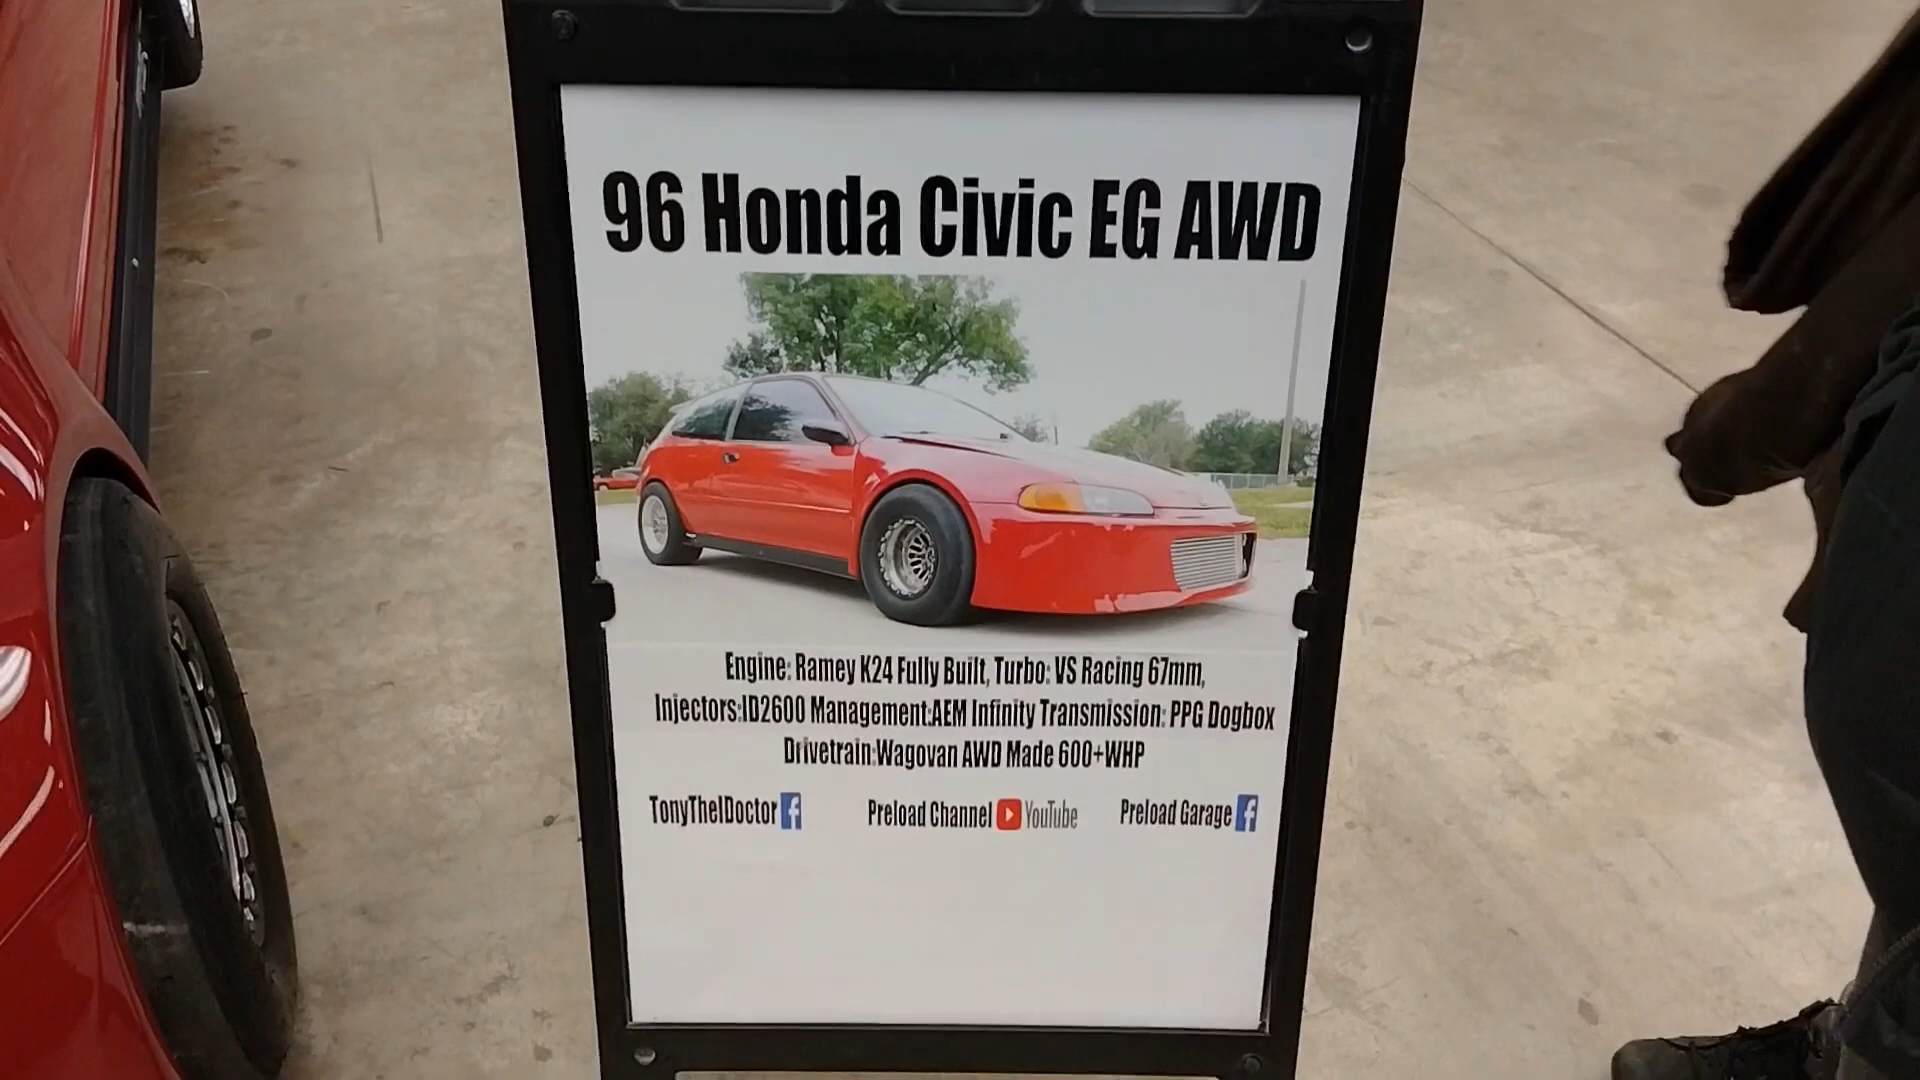 96 Honda Civic EG AWD
Engine: Ramey K24 Fully Built, Turbo: VS Racing 67mm,
Injectors:ID2600 Management:AEM Infinity Transmission: PPG Dogbox
Drivetrain:Wagovan AWD Made 600+WHP
TonyTheIDoctor f Preload Channel YouTube Preload Garage f